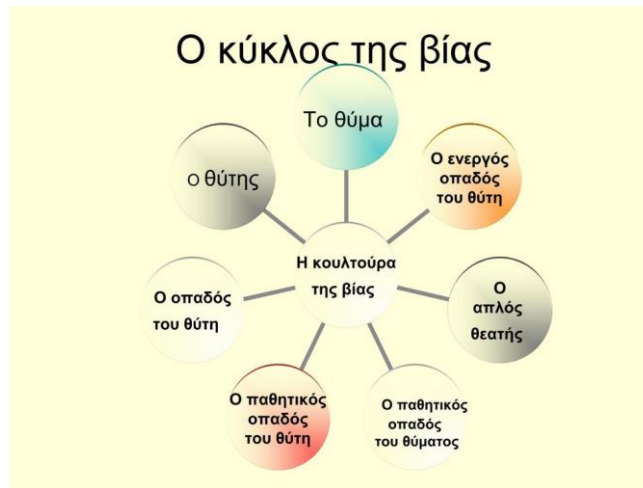 Ο κύκλος της βίας
Το θύμα
Ο ενεργός
οπαδός
του θύτη
Ο
απλός
θεατής
Ο παθητικός
οπαδός
του θύματος
Ο παθητικός
οπαδός
του θύτη
Ο οπαδός
του θύτη
Ο θύτης
Η κουλτούρα
της βίας